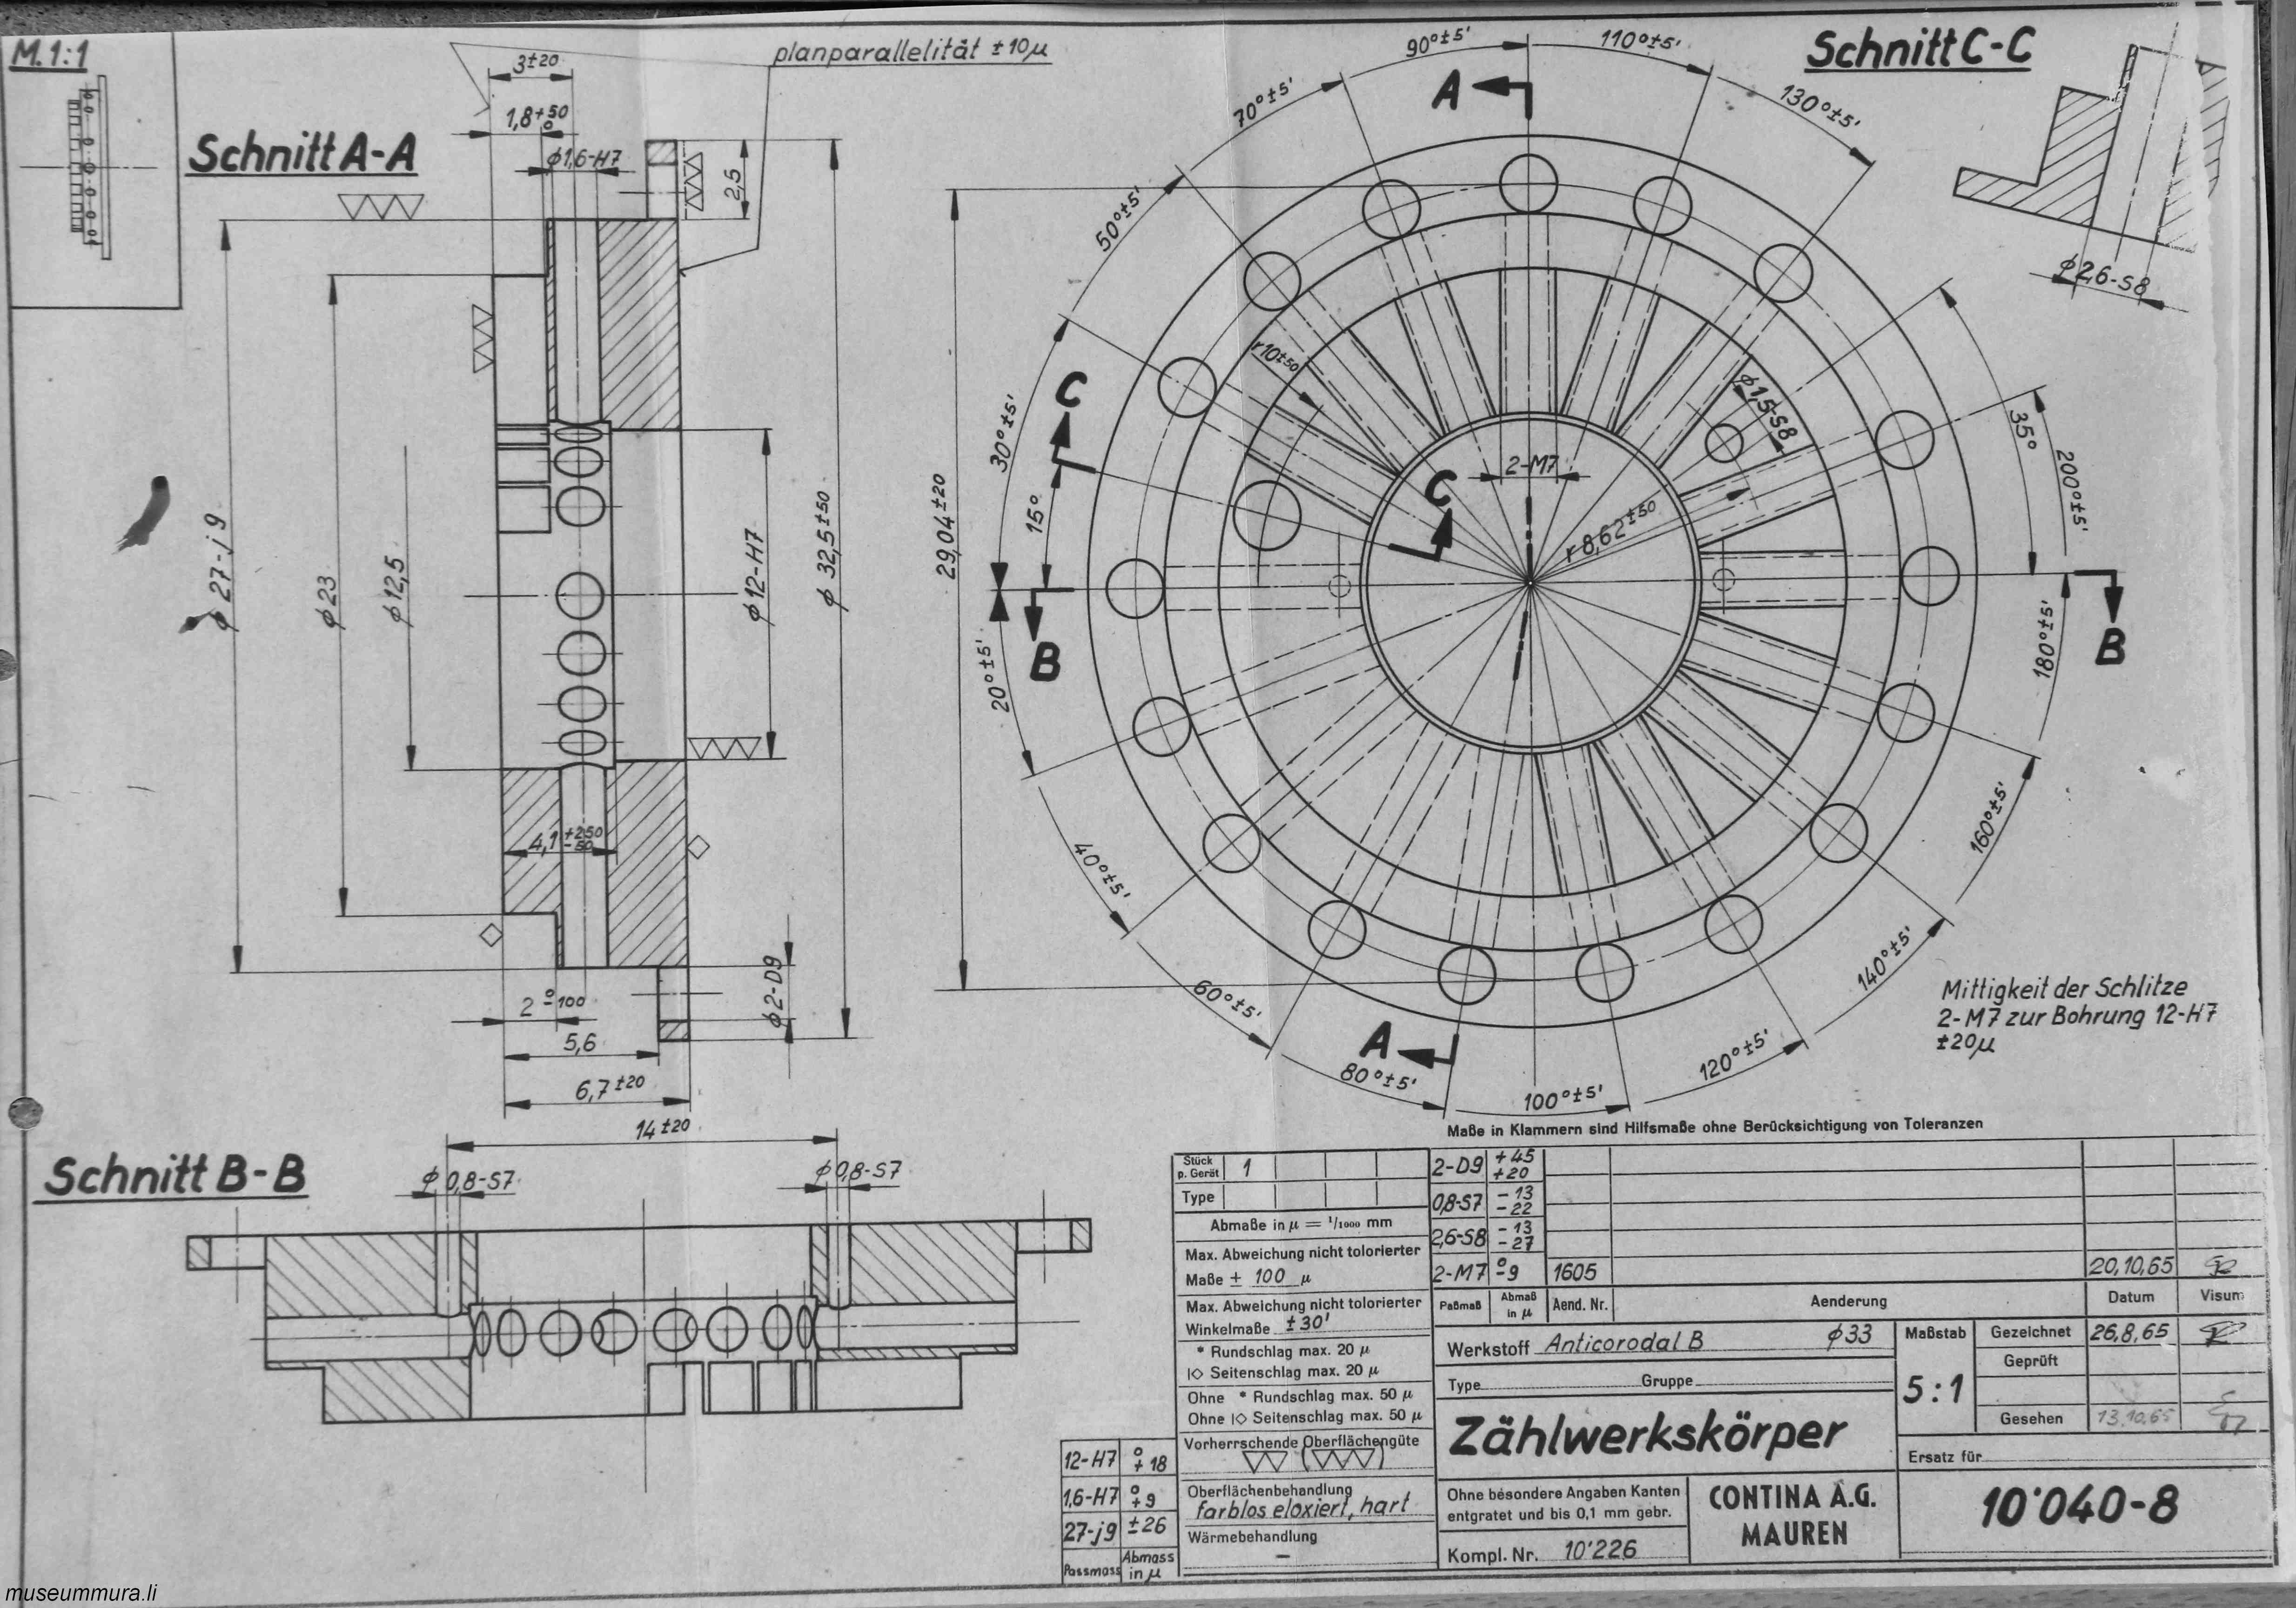 M. 1:1
Schnitt A-A
3±20
1,8+50 0
φ1,6-H7
planparallelität ±10µ
2,5
φ 27-j9
φ23
φ12,5
φ12-H7
φ 32,5±50
4,1 +250 -50
2 0 -100
5,6
6,7±20
φ 2-D9
29,04±20
90°±5'
110°±5'
130°±5'
70°±5'
50°±5'
30°±5'
15°
20°±5'
40°±5'
60°±5'
80°±5'
100°±5'
120°±5'
140°±5'
160°±5'
180°±5'
200°±5'
35°
A
A
B
B
C
C
r10±50
φ1,5-S8
2-M7
r 8,62±50
Schnitt C-C
φ2,6-S8
Mittigkeit der Schlitze
2-M7 zur Bohrung 12-H7
±20µ
Schnitt B-B
14±20
φ 0,8-S7
φ 0,8-S7
Maße in Klammern sind Hilfsmaße ohne Berücksichtigung von Toleranzen
Stück p. Gerät 1
Type
Abmaße in µ = 1/1000 mm
Max. Abweichung nicht tolorierter
Maße ± 100 µ
Max. Abweichung nicht tolorierter
Winkelmaße ±30'
* Rundschlag max. 20 µ
I◇ Seitenschlag max. 20 µ
Ohne * Rundschlag max. 50 µ
Ohne I◇ Seitenschlag max. 50 µ
Vorherrschende Oberflächengüte
Oberflächenbehandlung
farblos eloxiert, hart
Wärmebehandlung
–
12-H7 0 +18
1,6-H7 0 +9
27-j9 ±26
Passmass Abmass in µ
2-D9 +45 +20
0,8-S7 -13 -22
2,6-S8 -13 -27
2-M7 0 -9 1605 20,10,65
Paßmaß Abmaß in µ Aend. Nr. Aenderung Datum Visum
Werkstoff Anticorodal B φ33
Type Gruppe
Maßstab
5:1
Gezeichnet 26,8,65
Geprüft
Gesehen 13.10.65
Zählwerkskörper
Ersatz für
Ohne besondere Angaben Kanten
entgratet und bis 0,1 mm gebr.
Kompl. Nr. 10'226
CONTINA A.G.
MAUREN
10'040-8
museummura.li